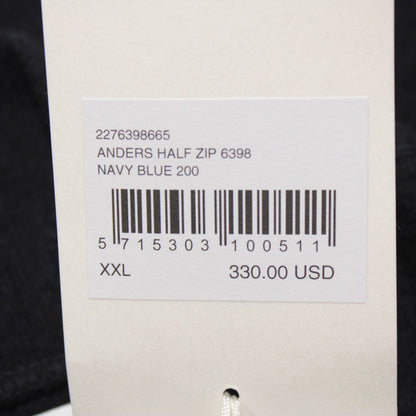 2276398665
ANDERS HALF ZIP 6398
NAVY BLUE 200
5 715303 100511
XXL 330.00 USD